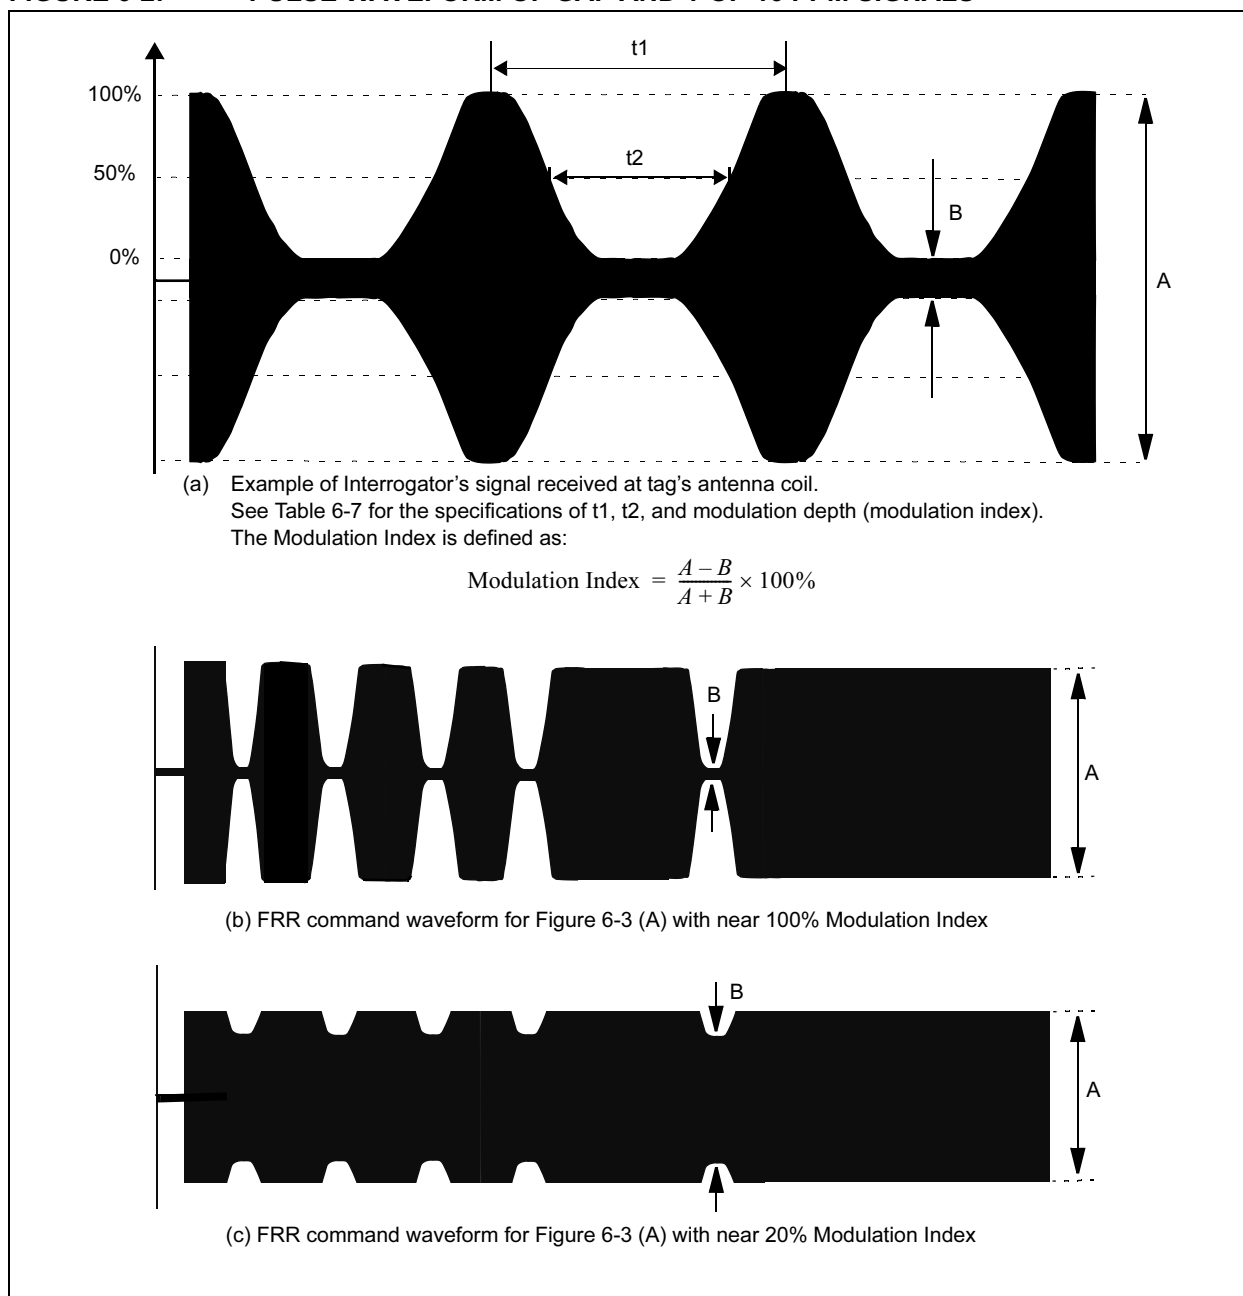 t1
100%
50%
t2
B
0%
A
(a) Example of Interrogator's signal received at tag's antenna coil.
See Table 6-7 for the specifications of t1, t2, and modulation depth (modulation index).
The Modulation Index is defined as:
Modulation Index = A – B / A + B × 100%
B
A
(b) FRR command waveform for Figure 6-3 (A) with near 100% Modulation Index
B
A
(c) FRR command waveform for Figure 6-3 (A) with near 20% Modulation Index